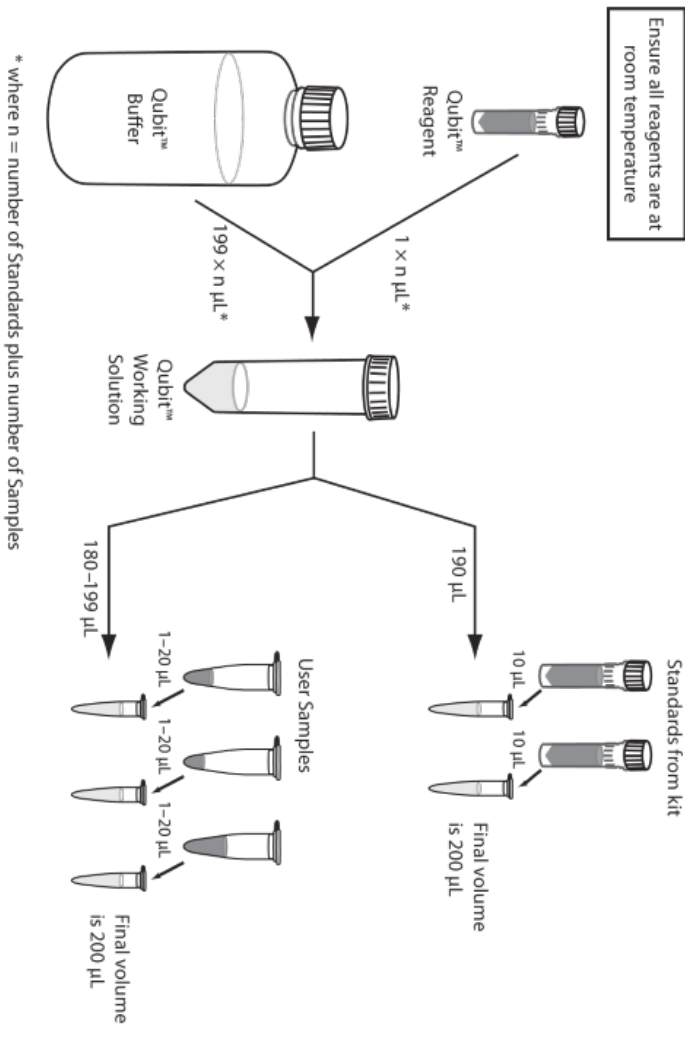 Ensure all reagents are at
room temperature
Qubit™
Reagent
1 × n µL*
Qubit™
Buffer
199 × n µL*
Qubit™
Working
Solution
Standards from kit
190 µL
10 µL
10 µL
Final volume
is 200 µL
User Samples
180–199 µL
1–20 µL
1–20 µL
1–20 µL
Final volume
is 200 µL
* where n = number of Standards plus number of Samples